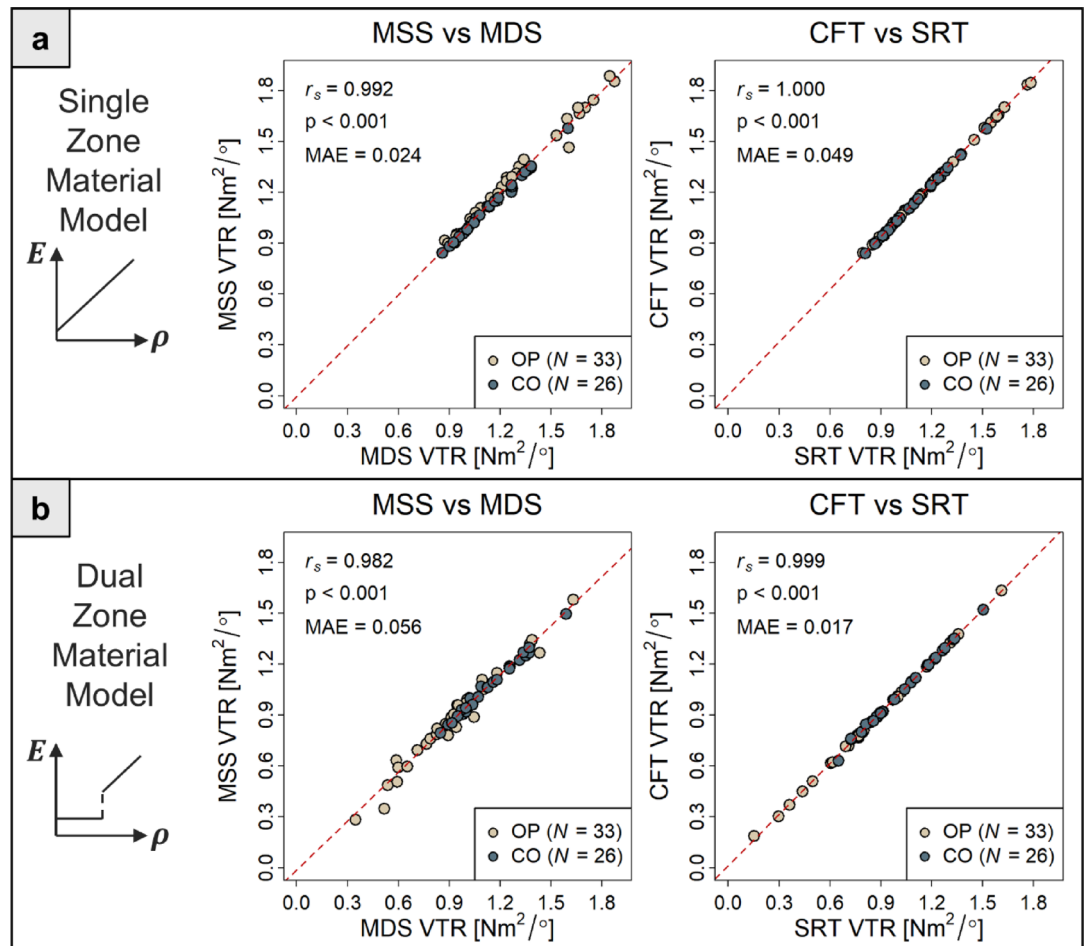 a
Single
Zone
Material
Model
E
ρ
MSS vs MDS
rs = 0.992
p < 0.001
MAE = 0.024
MSS VTR [Nm²/°]
1.8
1.5
1.2
0.9
0.6
0.3
0.0
OP (N = 33)
CO (N = 26)
0.0 0.3 0.6 0.9 1.2 1.5 1.8
MDS VTR [Nm²/°]
CFT vs SRT
rs = 1.000
p < 0.001
MAE = 0.049
CFT VTR [Nm²/°]
1.8
1.5
1.2
0.9
0.6
0.3
0.0
OP (N = 33)
CO (N = 26)
0.0 0.3 0.6 0.9 1.2 1.5 1.8
SRT VTR [Nm²/°]
b
Dual
Zone
Material
Model
E
ρ
MSS vs MDS
rs = 0.982
p < 0.001
MAE = 0.056
MSS VTR [Nm²/°]
1.8
1.5
1.2
0.9
0.6
0.3
0.0
OP (N = 33)
CO (N = 26)
0.0 0.3 0.6 0.9 1.2 1.5 1.8
MDS VTR [Nm²/°]
CFT vs SRT
rs = 0.999
p < 0.001
MAE = 0.017
CFT VTR [Nm²/°]
1.8
1.5
1.2
0.9
0.6
0.3
0.0
OP (N = 33)
CO (N = 26)
0.0 0.3 0.6 0.9 1.2 1.5 1.8
SRT VTR [Nm²/°]